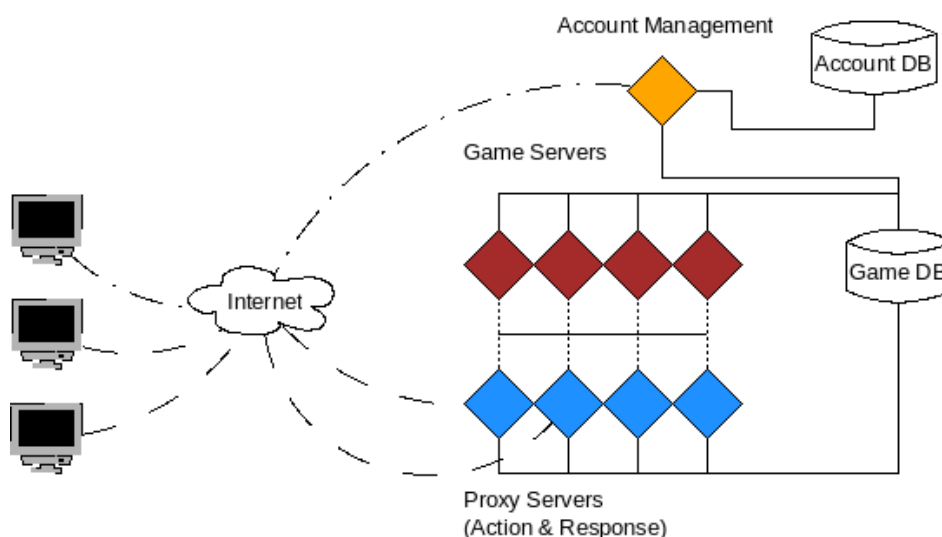 Account Management
Account DB
Game Servers
Internet
Game DB
Proxy Servers
(Action & Response)